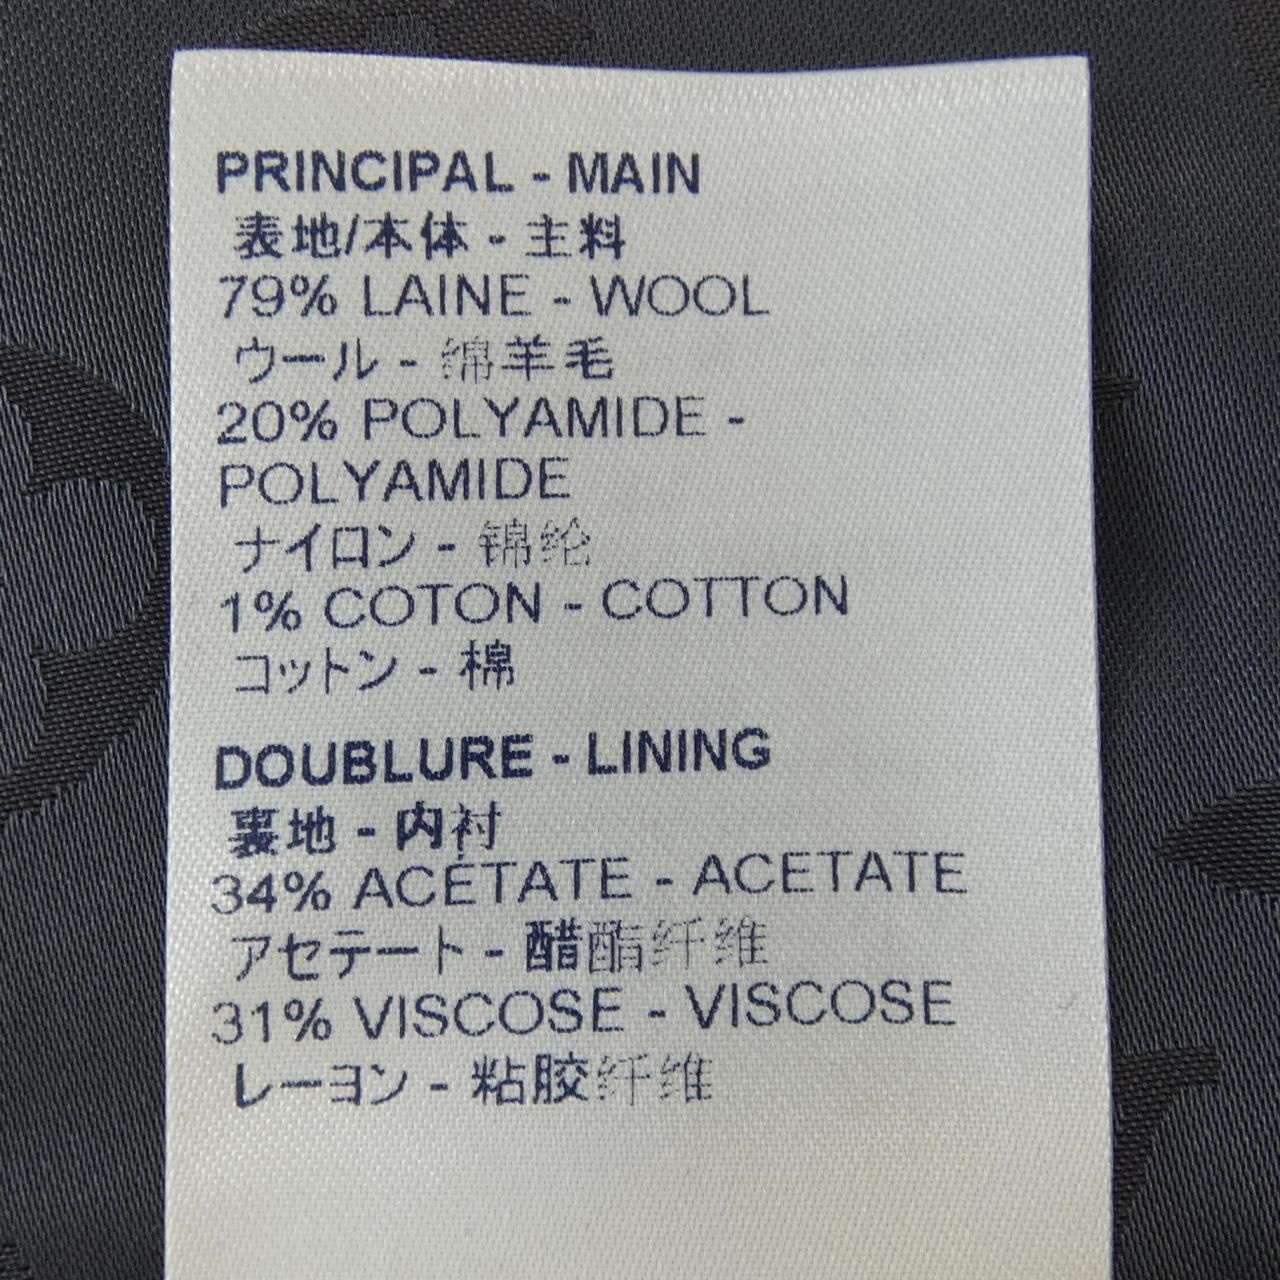 PRINCIPAL - MAIN
表地/本体 - 主料
79% LAINE - WOOL
ウール - 绵羊毛
20% POLYAMIDE -
POLYAMIDE
ナイロン - 锦纶
1% COTON - COTTON
コットン - 棉
DOUBLURE - LINING
裏地 - 内衬
34% ACÉTATE - ACETATE
アセテート - 醋酯纤维
31% VISCOSE - VISCOSE
レーヨン - 粘胶纤维